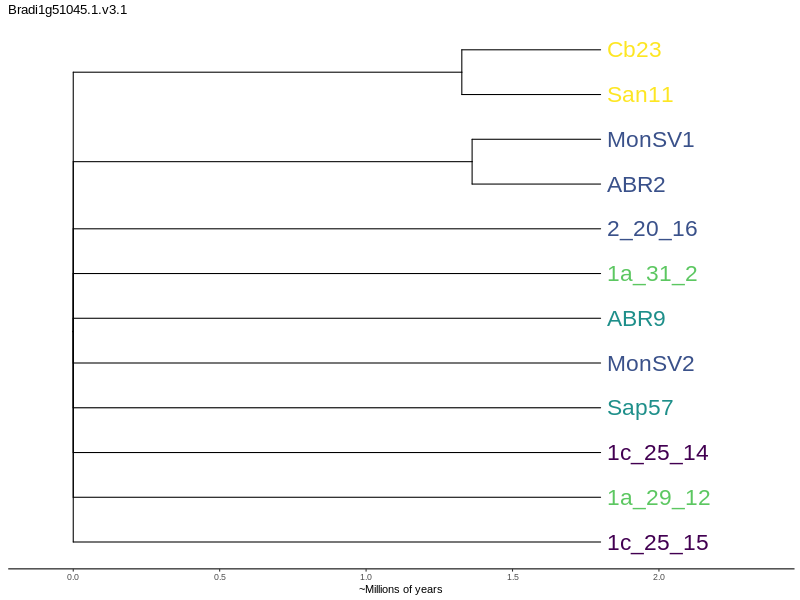 Bradi1g51045.1.v3.1
Cb23
San11
MonSV1
ABR2
2_20_16
1a_31_2
ABR9
MonSV2
Sap57
1c_25_14
1a_29_12
1c_25_15
0.0 0.5 1.0 1.5 2.0
~Millions of years